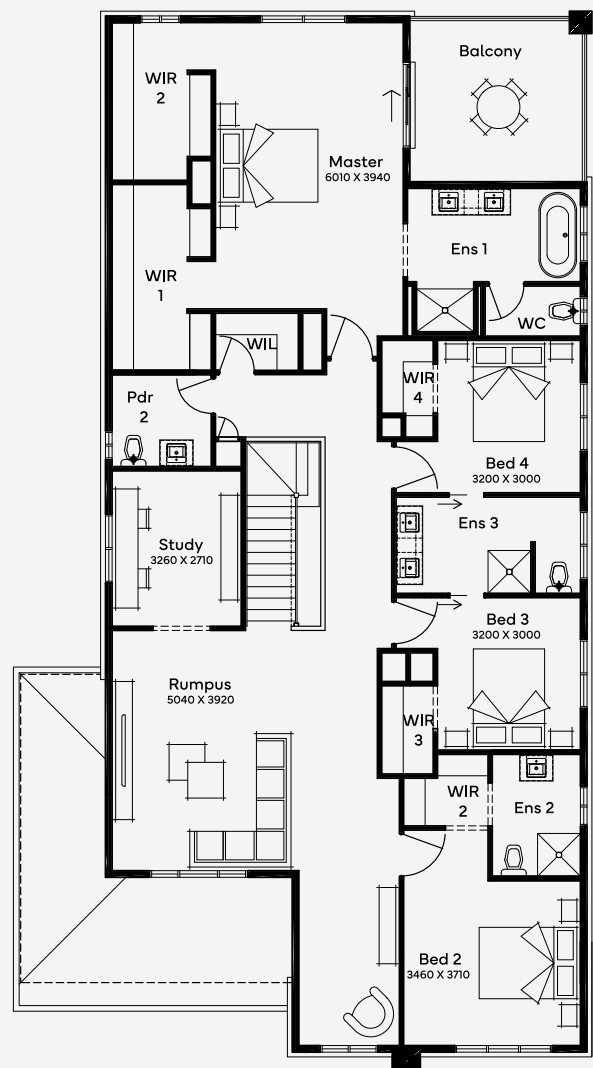 Balcony
WIR
2
Master
6010 X 3940
Ens 1
WIR
1
WC
WIL
WIR
4
Pdr
2
Bed 4
3200 X 3000
Ens 3
Study
3260 X 2710
Bed 3
3200 X 3000
Rumpus
5040 X 3920
WIR
3
WIR
2
Ens 2
Bed 2
3460 X 3710